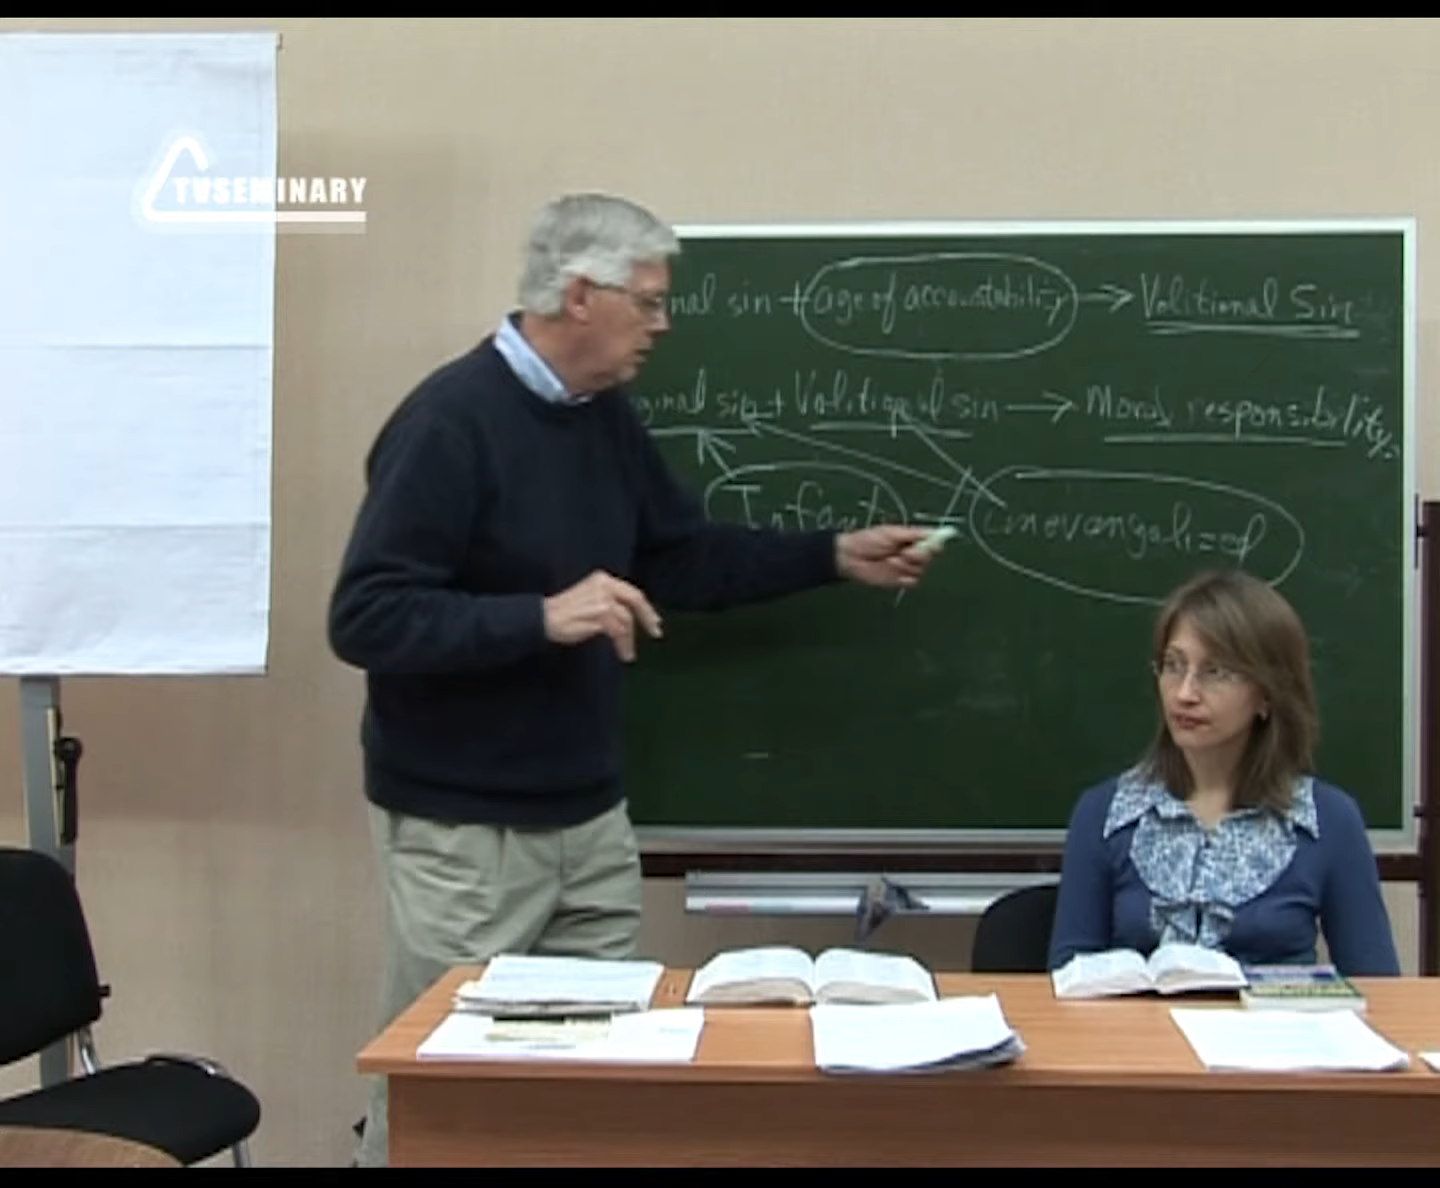 TVSEMINARY
nal sin + age of accountability → Volitional Sin
ginal sin + Volitional sin → Moral responsibility
Infants ≠ unevangelized